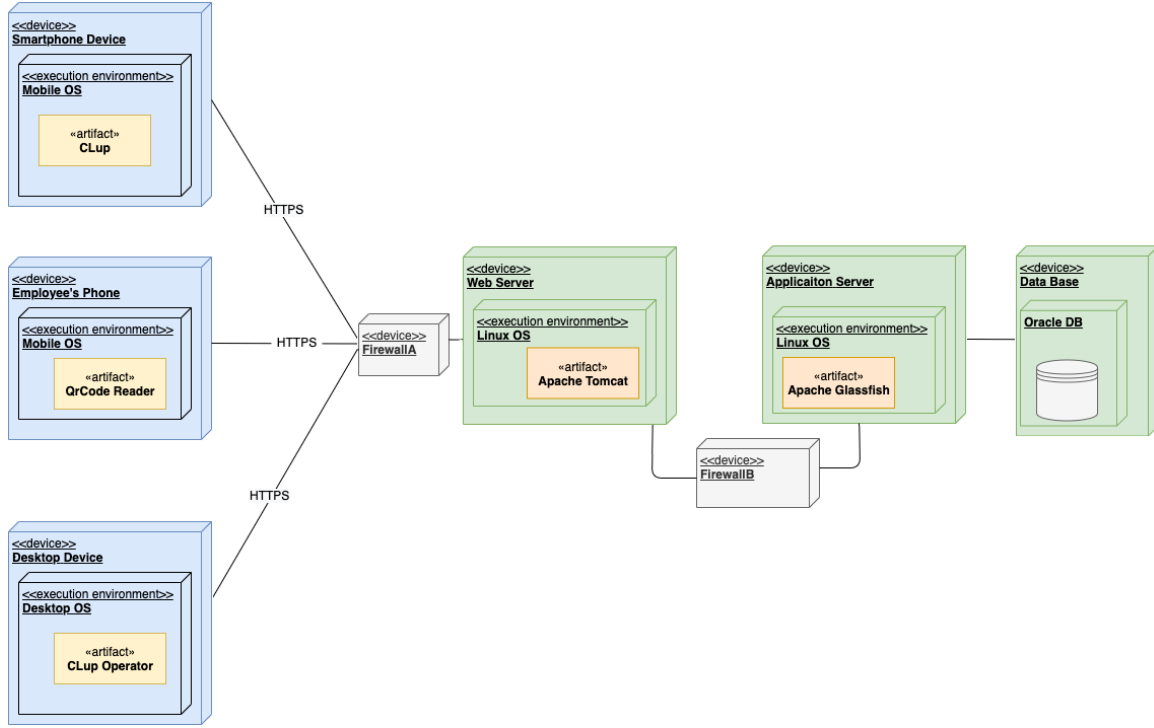 <<device>>
Smartphone Device
<<execution environment>>
Mobile OS
«artifact»
CLup
HTTPS
<<device>>
Employee's Phone
<<execution environment>>
Mobile OS
«artifact»
QrCode Reader
HTTPS
<<device>>
Desktop Device
<<execution environment>>
Desktop OS
«artifact»
CLup Operator
HTTPS
<<device>>
FirewallA
<<device>>
Web Server
<<execution environment>>
Linux OS
«artifact»
Apache Tomcat
<<device>>
FirewallB
<<device>>
Applicaiton Server
<<execution environment>>
Linux OS
«artifact»
Apache Glassfish
<<device>>
Data Base
Oracle DB